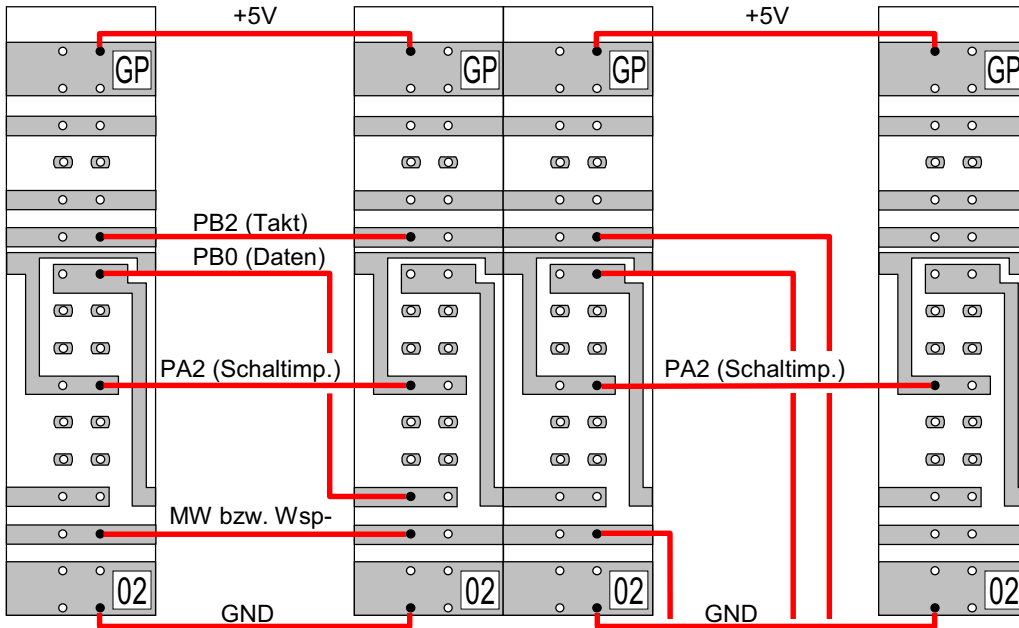 +5V +5V
GP GP GP GP
PB2 (Takt)
PB0 (Daten)
PA2 (Schaltimp.) PA2 (Schaltimp.)
MW bzw. Wsp-
02 02 02 02
GND GND